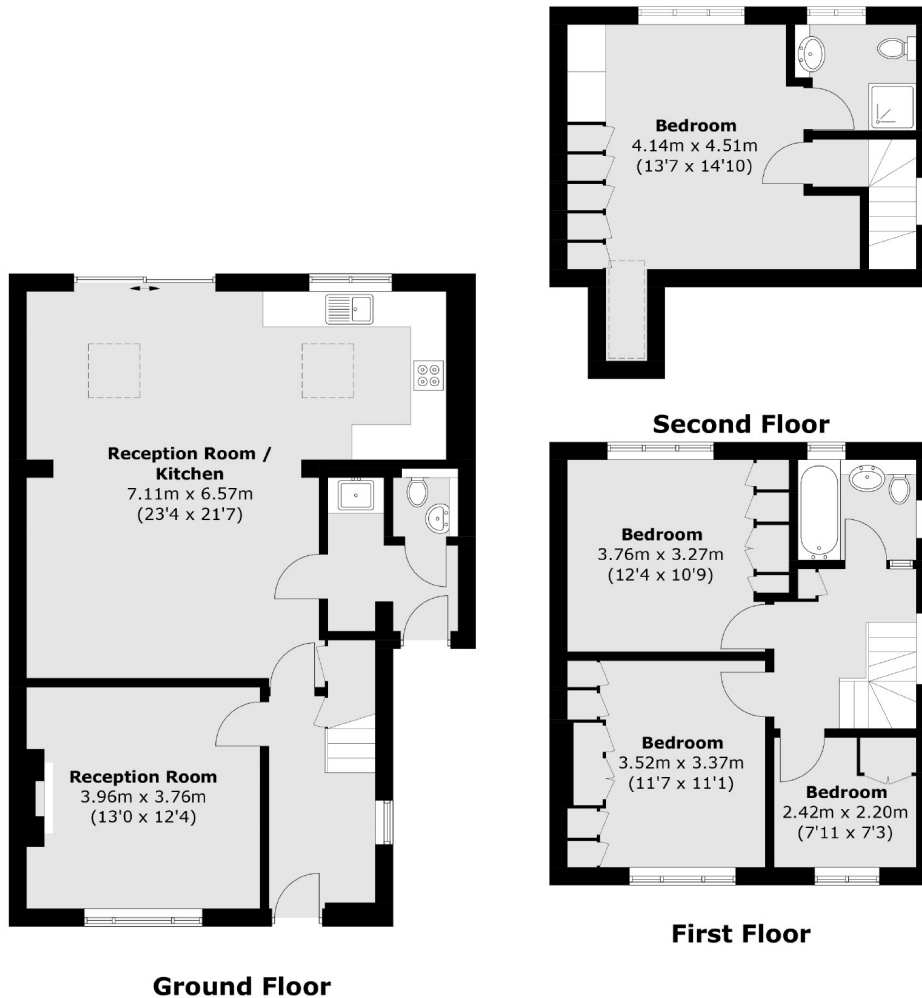 Reception Room /
Kitchen
7.11m x 6.57m
(23'4 x 21'7)
Reception Room
3.96m x 3.76m
(13'0 x 12'4)
Ground Floor
Bedroom
4.14m x 4.51m
(13'7 x 14'10)
Second Floor
Bedroom
3.76m x 3.27m
(12'4 x 10'9)
Bedroom
3.52m x 3.37m
(11'7 x 11'1)
Bedroom
2.42m x 2.20m
(7'11 x 7'3)
First Floor